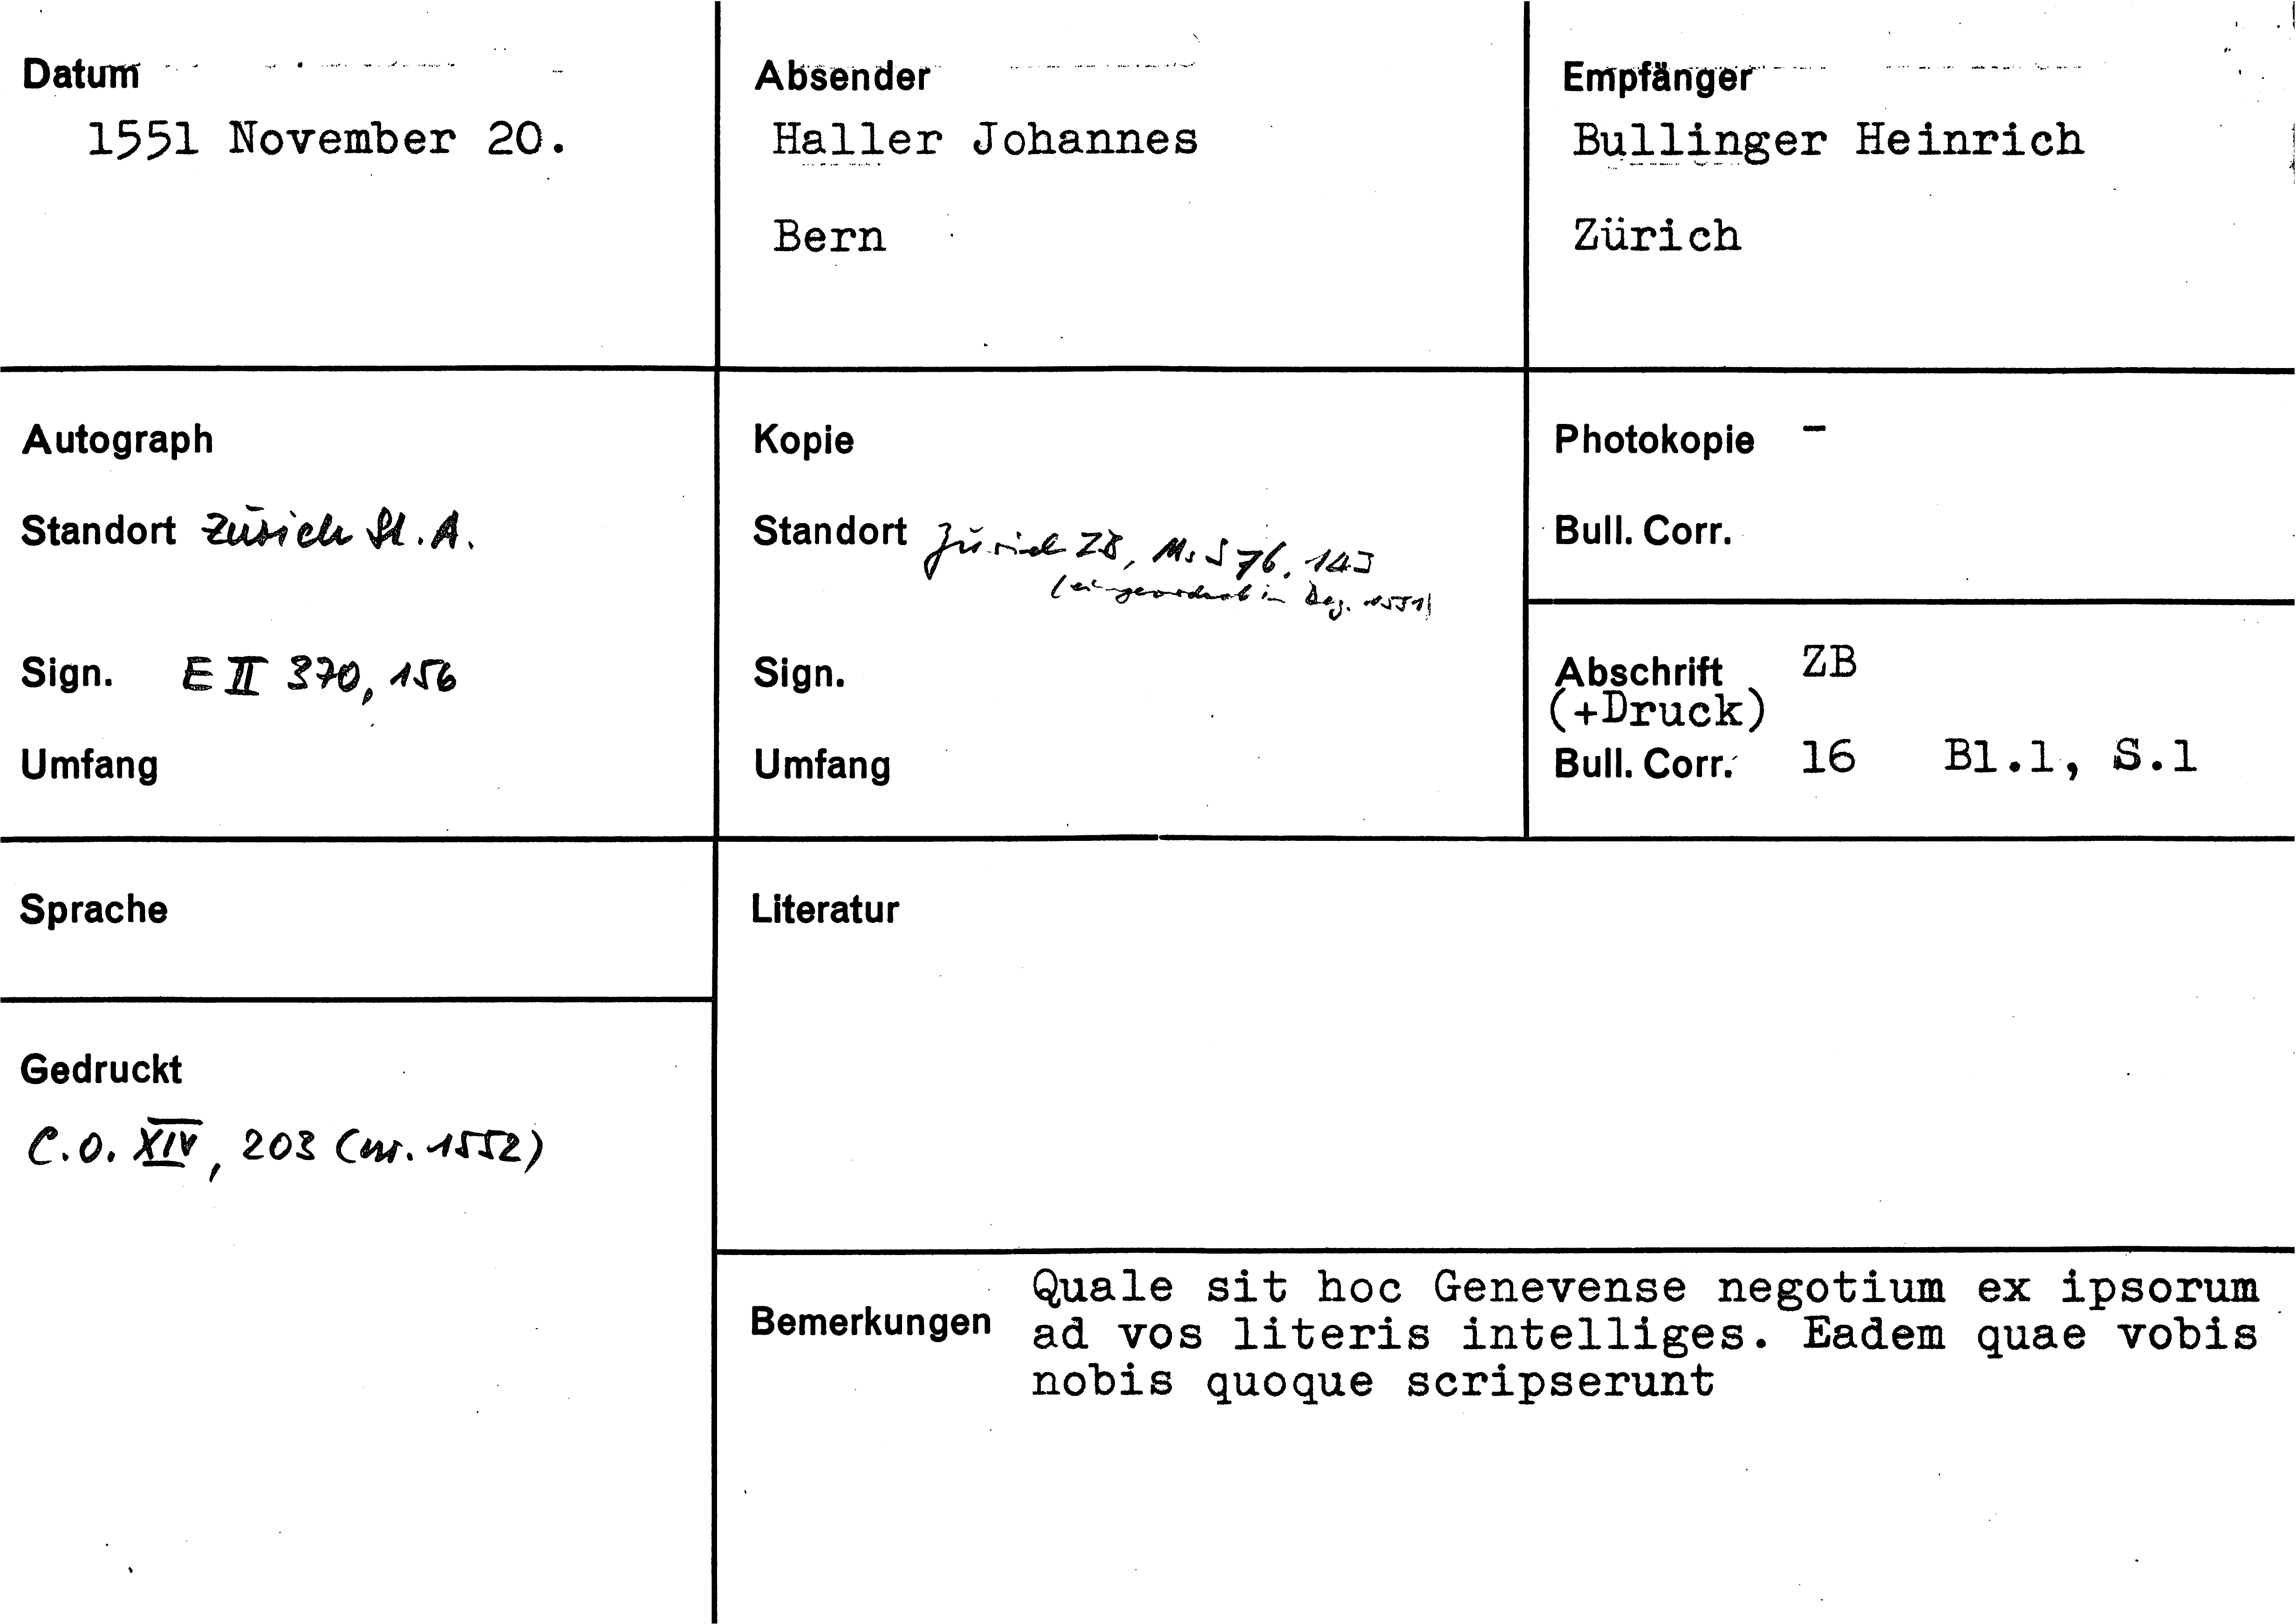 Datum
1551 November 20.
Absender
Haller Johannes
Bern
Empfänger
Bullinger Heinrich
Zürich
Autograph
Standort Zürich St.A.
Sign. E II 370, 156
Umfang
Kopie
Standort Zürich ZB, Ms S 76, 143
(eingeordnet in Dez. 1551)
Sign.
Umfang
Photokopie –
Bull. Corr.
Abschrift ZB
(+Druck)
Bull. Corr. 16 Bl.1, S.1
Sprache
Gedruckt
C.O. XIV, 203 (nr. 1552)
Literatur
Bemerkungen
Quale sit hoc Genevense negotium ex ipsorum
ad vos literis intelliges. Eadem quae vobis
nobis quoque scripserunt